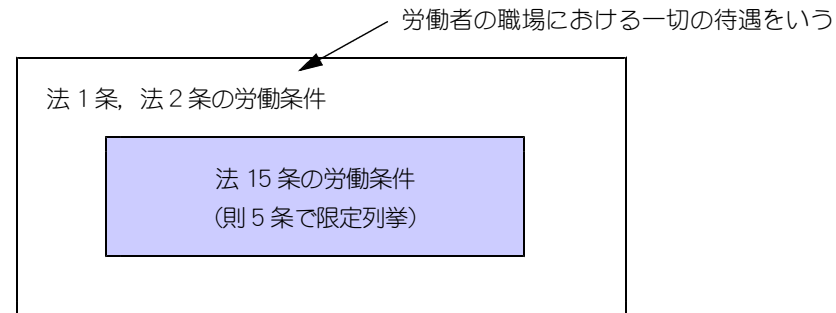 労働者の職場における一切の待遇をいう
法1条,法2条の労働条件
法 15 条の労働条件
(則5条で限定列挙)